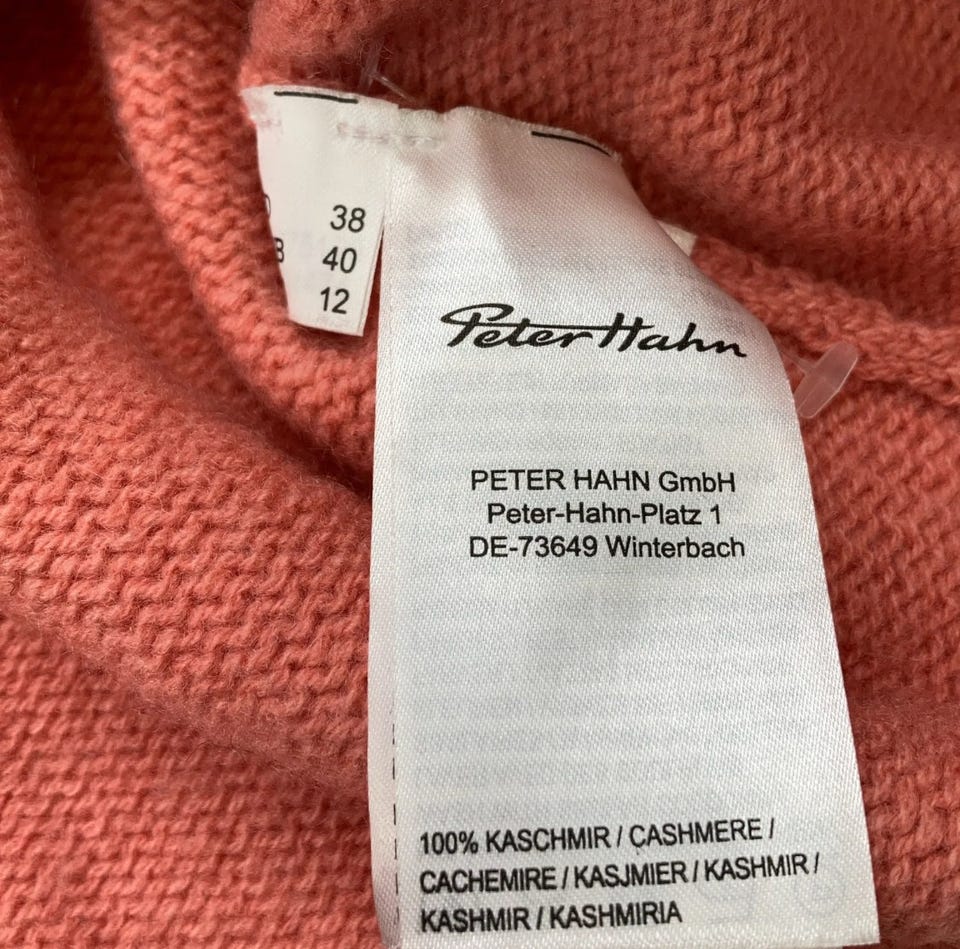 38
B 40
12
Peter Hahn
PETER HAHN GmbH
Peter-Hahn-Platz 1
DE-73649 Winterbach
100% KASCHMIR / CASHMERE /
CACHEMIRE / KASJMIER / KASHMIR /
KASHMIR / KASHMIRIA